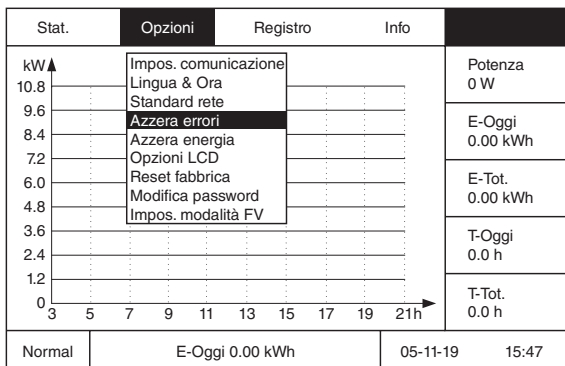 Stat. Opzioni Registro Info
kW
10.8
9.6
8.4
7.2
6.0
4.8
3.6
2.4
1.2
0
3 5 7 9 11 13 15 17 19 21h
Impos. comunicazione
Lingua & Ora
Standard rete
Azzera errori
Azzera energia
Opzioni LCD
Reset fabbrica
Modifica password
Impos. modalità FV
Potenza
0 W
E-Oggi
0.00 kWh
E-Tot.
0.00 kWh
T-Oggi
0.0 h
T-Tot.
0.0 h
Normal E-Oggi 0.00 kWh 05-11-19 15:47